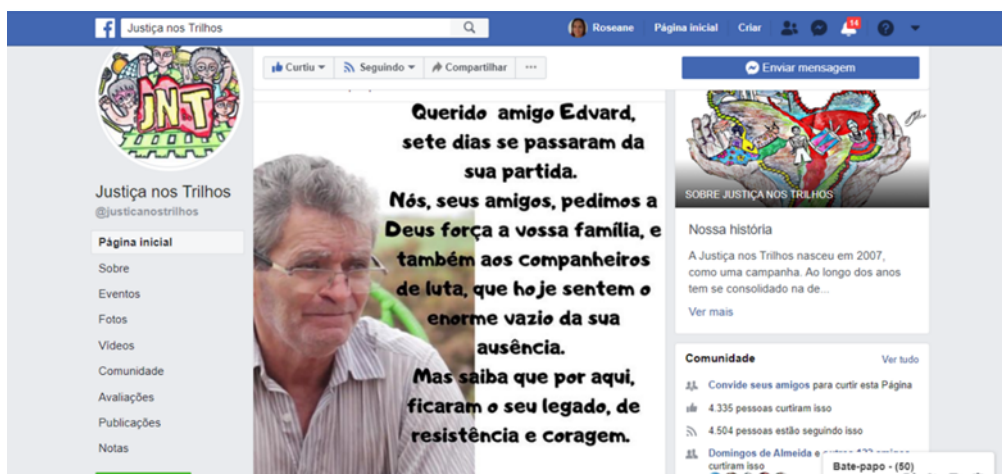 Justiça nos Trilhos
Roseane
Página inicial
Criar
14
JNT
Justiça nos Trilhos
@justicanostrilhos
Página inicial
Sobre
Eventos
Fotos
Vídeos
Comunidade
Avaliações
Publicações
Notas
Curtiu
Seguindo
Compartilhar
Enviar mensagem
Querido amigo Edvard,
sete dias se passaram da
sua partida.
Nós, seus amigos, pedimos a
Deus força a vossa família, e
também aos companheiros
de luta, que hoje sentem o
enorme vazio da sua
ausência.
Mas saiba que por aqui,
ficaram o seu legado, de
resistência e coragem.
SOBRE JUSTIÇA NOS TRILHOS
Nossa história
A Justiça nos Trilhos nasceu em 2007,
como uma campanha. Ao longo dos anos
tem se consolidado na de...
Ver mais
Comunidade
Ver tudo
Convide seus amigos para curtir esta Página
4.335 pessoas curtiram isso
4.504 pessoas estão seguindo isso
Domingos de Almeida e
curtiram isso
Bate-papo - (50)